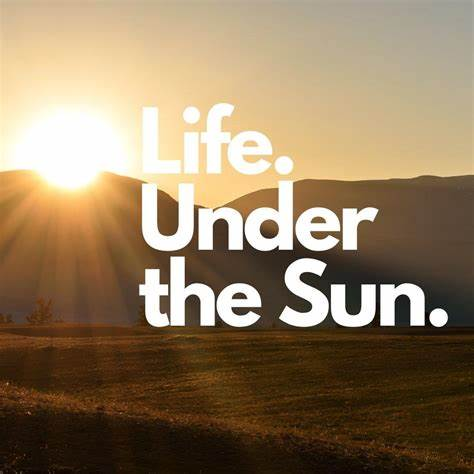 Life.
Under
the Sun.